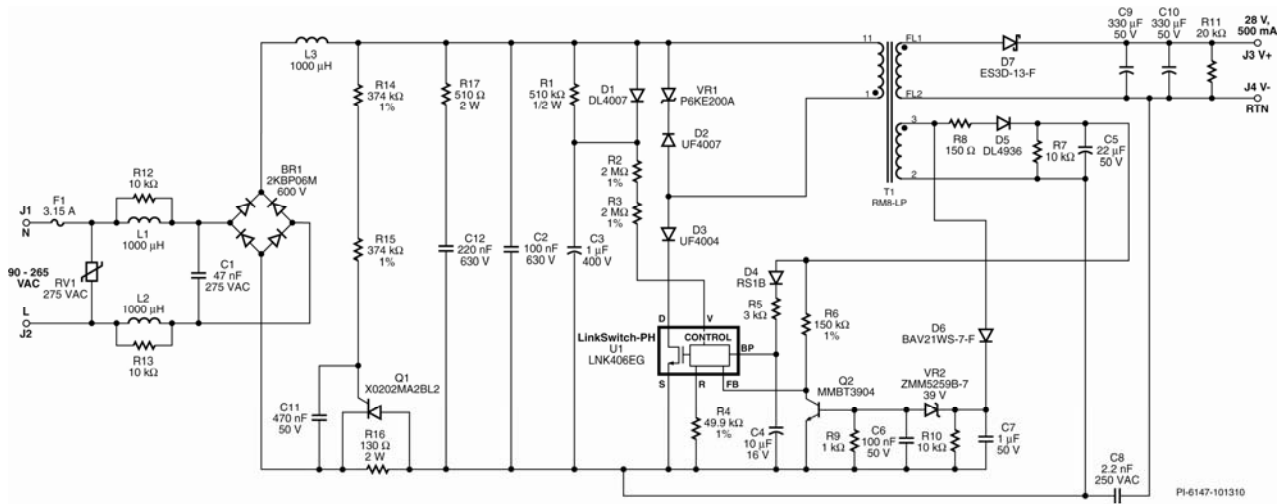 L3
1000 µH
R14
374 kΩ
1%
R17
510 Ω
2 W
R1
510 kΩ
1/2 W
D1
DL4007
VR1
P6KE200A
D2
UF4007
11
1
FL1
FL2
D7
ES3D-13-F
C9
330 µF
50 V
C10
330 µF
50 V
R11
20 kΩ
28 V,
500 mA
J3 V+
J4 V-
RTN
3
2
R8
150 Ω
D5
DL4936
R7
10 kΩ
C5
22 µF
50 V
T1
RM8-LP
R12
10 kΩ
BR1
2KBP06M
600 V
F1
3.15 A
J1
N
L1
1000 µH
90 - 265
VAC
RV1
275 VAC
C1
47 nF
275 VAC
L2
1000 µH
L
J2
R13
10 kΩ
R15
374 kΩ
1%
C12
220 nF
630 V
C2
100 nF
630 V
R2
2 MΩ
1%
R3
2 MΩ
1%
C3
1 µF
400 V
D3
UF4004
D4
RS1B
R5
3 kΩ
R6
150 kΩ
1%
D6
BAV21WS-7-F
LinkSwitch-PH
U1
LNK406EG
D
V
CONTROL
BP
S
R
FB
Q1
X0202MA2BL2
C11
470 nF
50 V
R16
130 Ω
2 W
R4
49.9 kΩ
1%
C4
10 µF
16 V
Q2
MMBT3904
VR2
ZMM5259B-7
39 V
R9
1 kΩ
C6
100 nF
50 V
R10
10 kΩ
C7
1 µF
50 V
C8
2.2 nF
250 VAC
PI-6147-101310